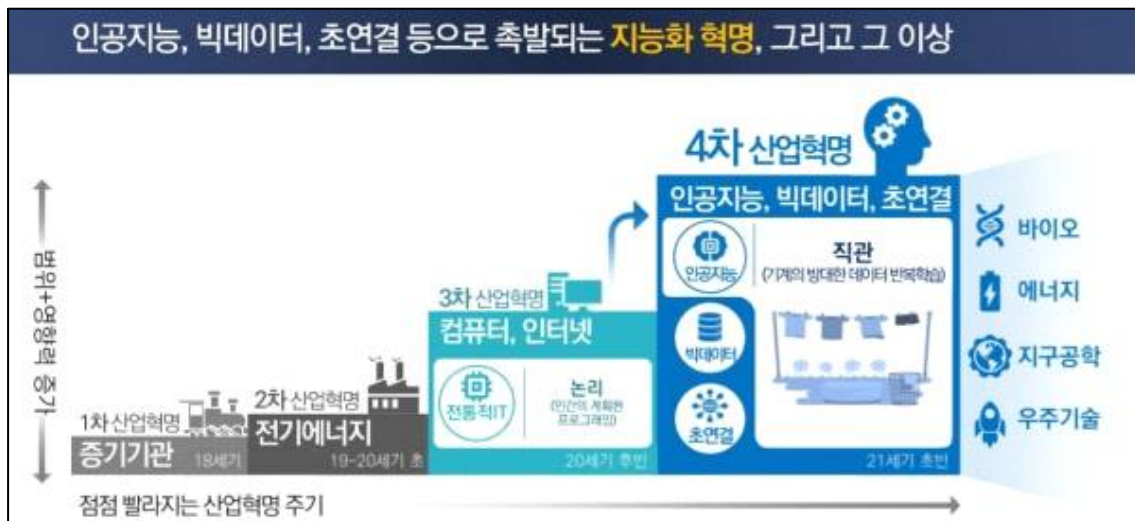 인공지능, 빅데이터, 초연결 등으로 촉발되는 지능화 혁명, 그리고 그 이상
범위+영향력 증가
1차 산업혁명
증기기관
18세기
2차 산업혁명
전기에너지
19-20세기 초
3차 산업혁명
컴퓨터, 인터넷
전통적IT
논리
(인간의 계획된
프로그래밍)
20세기 후반
4차 산업혁명
인공지능, 빅데이터, 초연결
인공지능
직관
(기계의 방대한 데이터 반복학습)
빅데이터
초연결
21세기 초반
바이오
에너지
지구공학
우주기술
점점 빨라지는 산업혁명 주기